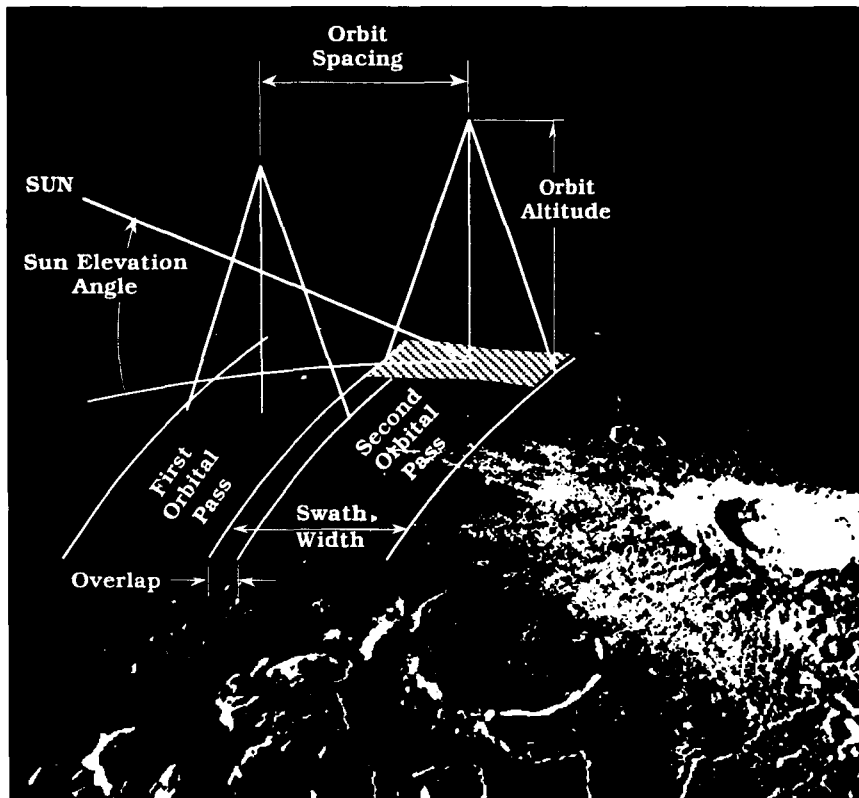 Orbit
Spacing
SUN
Orbit
Altitude
Sun Elevation
Angle
First
Orbital
Pass
Second
Orbital
Pass
Swath
Width
Overlap